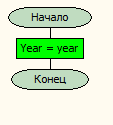 Начало
Year = year
Конец